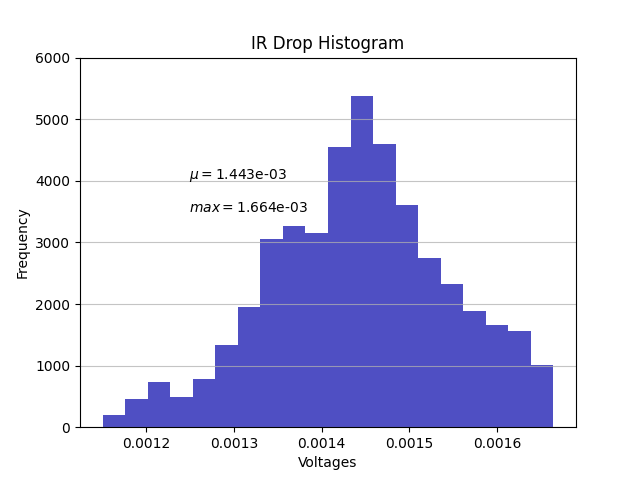 IR Drop Histogram
6000
5000
4000
3000
2000
1000
0
Frequency
μ = 1.443e-03
max = 1.664e-03
0.0012 0.0013 0.0014 0.0015 0.0016
Voltages